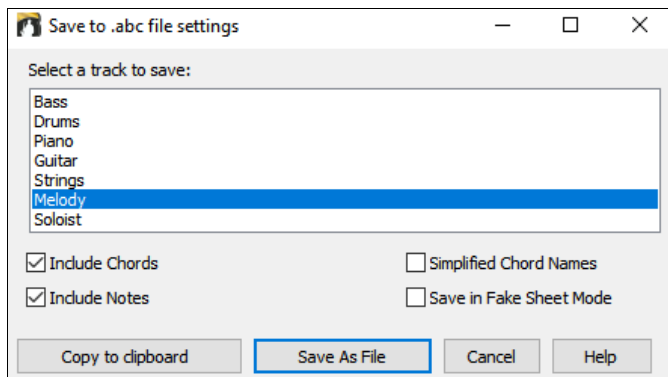 Save to .abc file settings
Select a track to save:
Bass
Drums
Piano
Guitar
Strings
Melody
Soloist
Include Chords
Simplified Chord Names
Include Notes
Save in Fake Sheet Mode
Copy to clipboard
Save As File
Cancel
Help